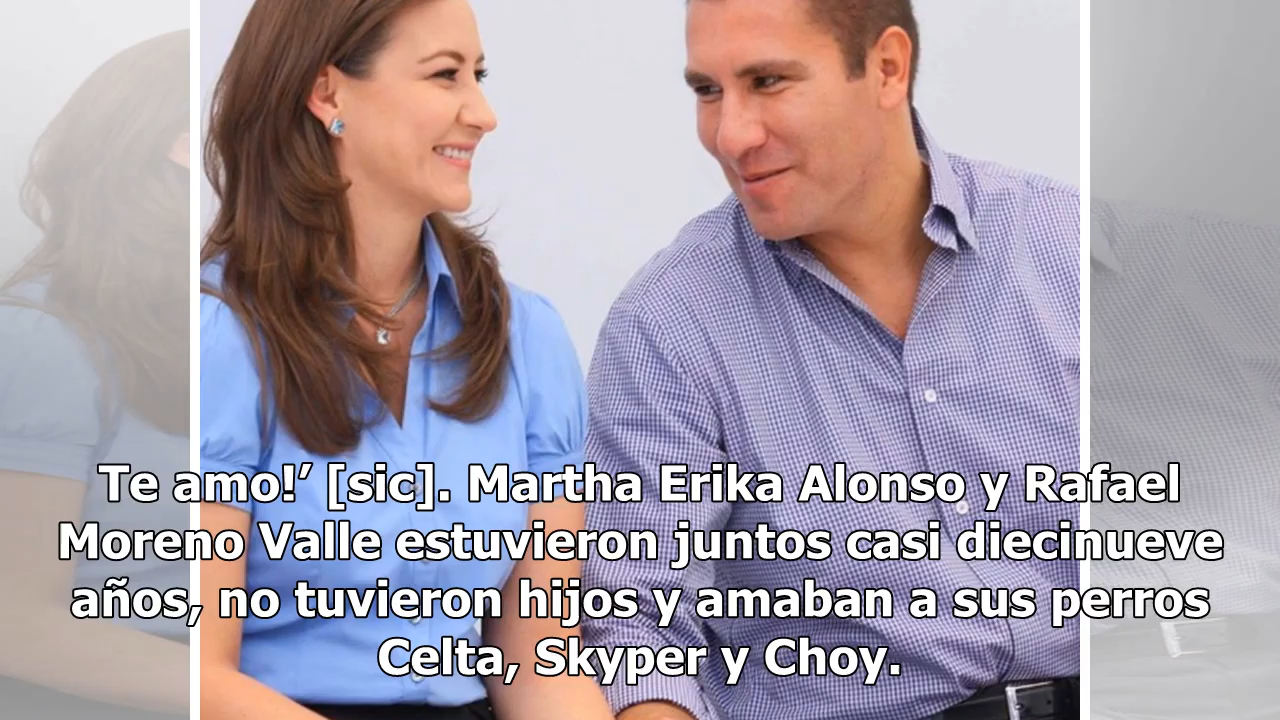 Te amo!’ [sic]. Martha Erika Alonso y Rafael
Moreno Valle estuvieron juntos casi diecinueve
años, no tuvieron hijos y amaban a sus perros
Celta, Skyper y Choy.